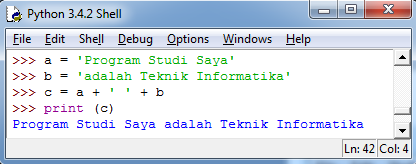 Python 3.4.2 Shell
File Edit Shell Debug Options Windows Help
>>> a = 'Program Studi Saya'
>>> b = 'adalah Teknik Informatika'
>>> c = a + ' ' + b
>>> print (c)
Program Studi Saya adalah Teknik Informatika
Ln: 42 Col: 4